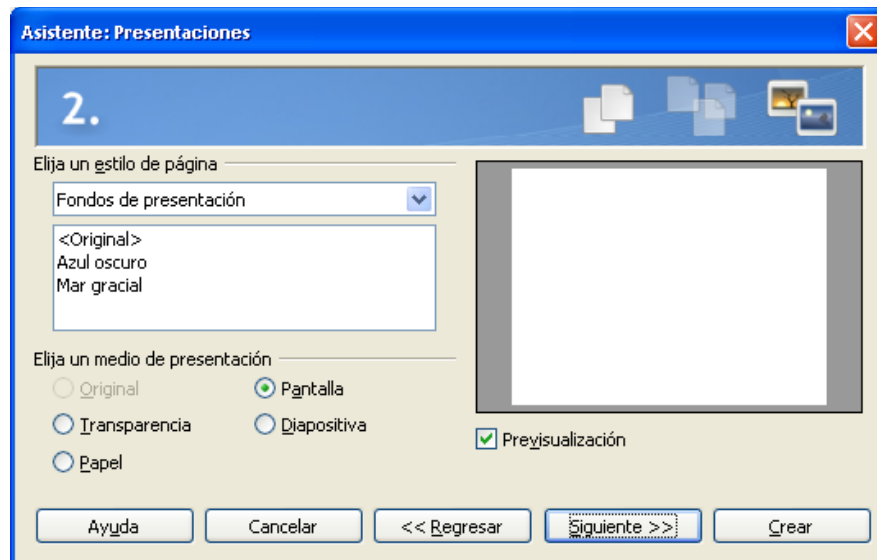 Asistente: Presentaciones
2.
Elija un estilo de página
Fondos de presentación
<Original>
Azul oscuro
Mar gracial
Elija un medio de presentación
Original
Pantalla
Transparencia
Diapositiva
Papel
Previsualización
Ayuda
Cancelar
<< Regresar
Siguiente >>
Crear